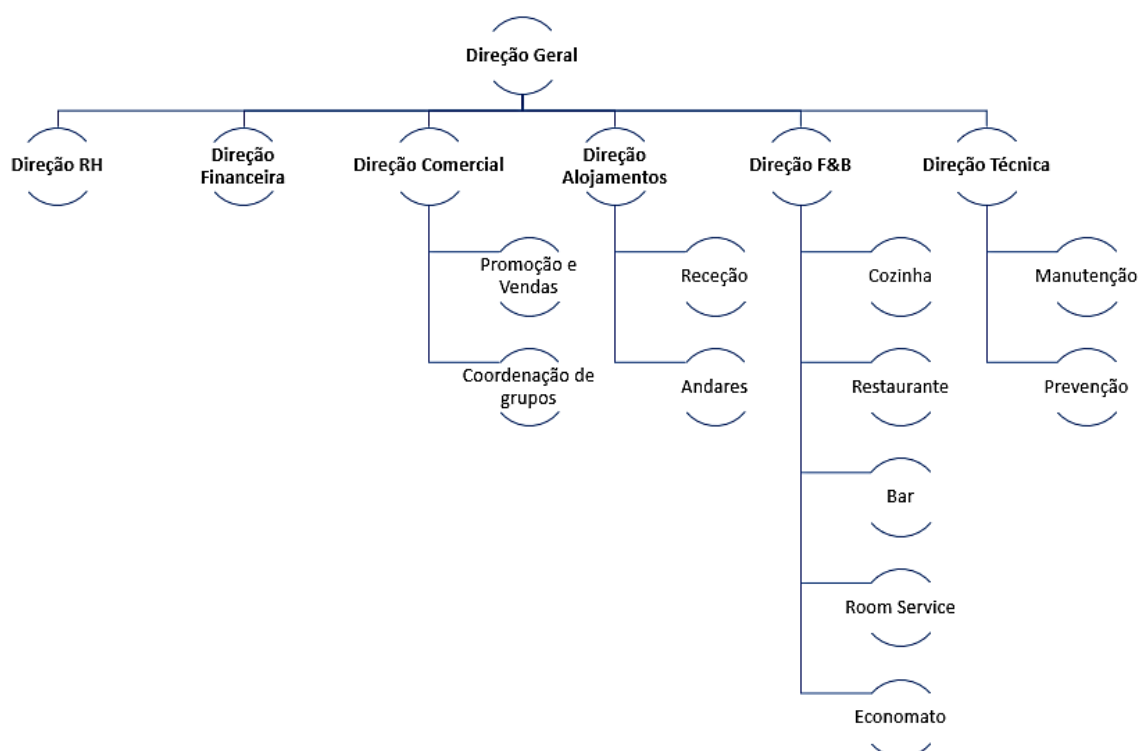 Direção Geral
Direção RH
Direção
Financeira
Direção Comercial
Direção
Alojamentos
Direção F&B
Direção Técnica
Promoção e
Vendas
Coordenação de
grupos
Receção
Andares
Cozinha
Restaurante
Bar
Room Service
Economato
Manutenção
Prevenção